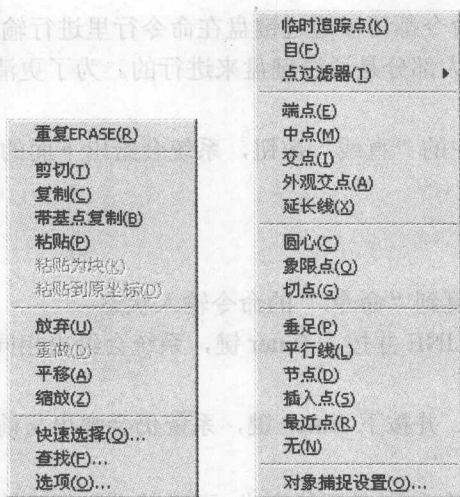 重复ERASE(R)
剪切(T)
复制(C)
带基点复制(B)
粘贴(P)
粘贴为块(K)
粘贴到原坐标(D)
放弃(U)
重做(D)
平移(A)
缩放(Z)
快速选择(Q)...
查找(F)...
选项(O)...
临时追踪点(K)
自(F)
点过滤器(T)
端点(E)
中点(M)
交点(I)
外观交点(A)
延长线(X)
圆心(C)
象限点(Q)
切点(G)
垂足(P)
平行线(L)
节点(D)
插入点(S)
最近点(R)
无(N)
对象捕捉设置(O)...